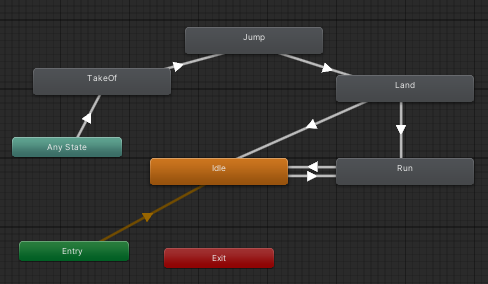 Jump
TakeOf
Land
Any State
Idle
Run
Entry
Exit